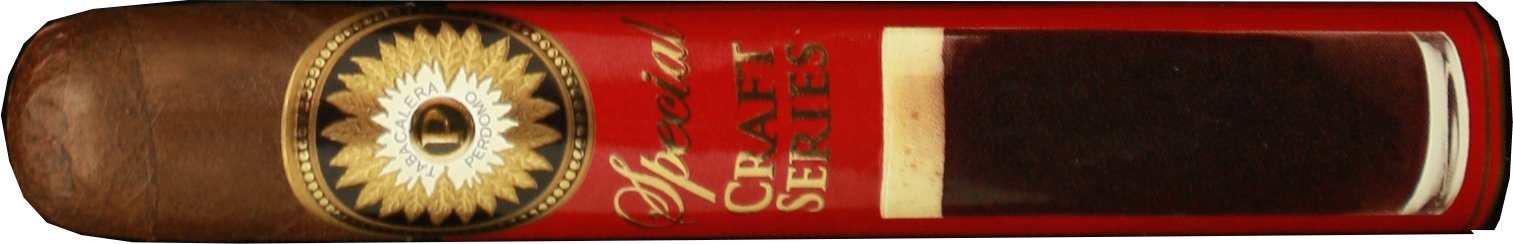 TABACALERA
PERDOMO
P
Special
CRAFT
SERIES